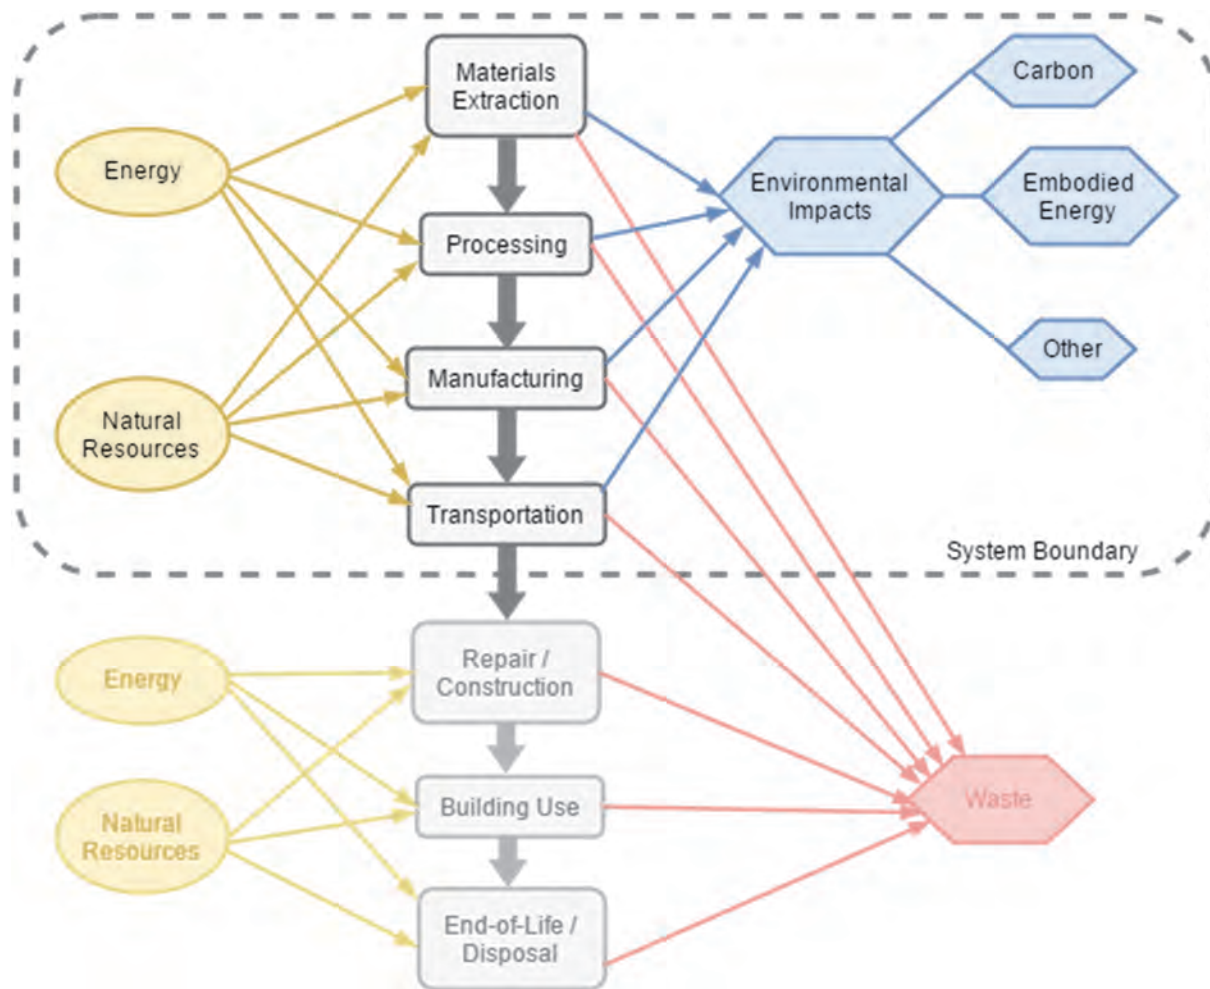 Materials
Extraction
Carbon
Energy
Environmental
Impacts
Embodied
Energy
Processing
Other
Manufacturing
Natural
Resources
Transportation
System Boundary
Repair /
Construction
Energy
Building Use
Waste
Natural
Resources
End-of-Life /
Disposal